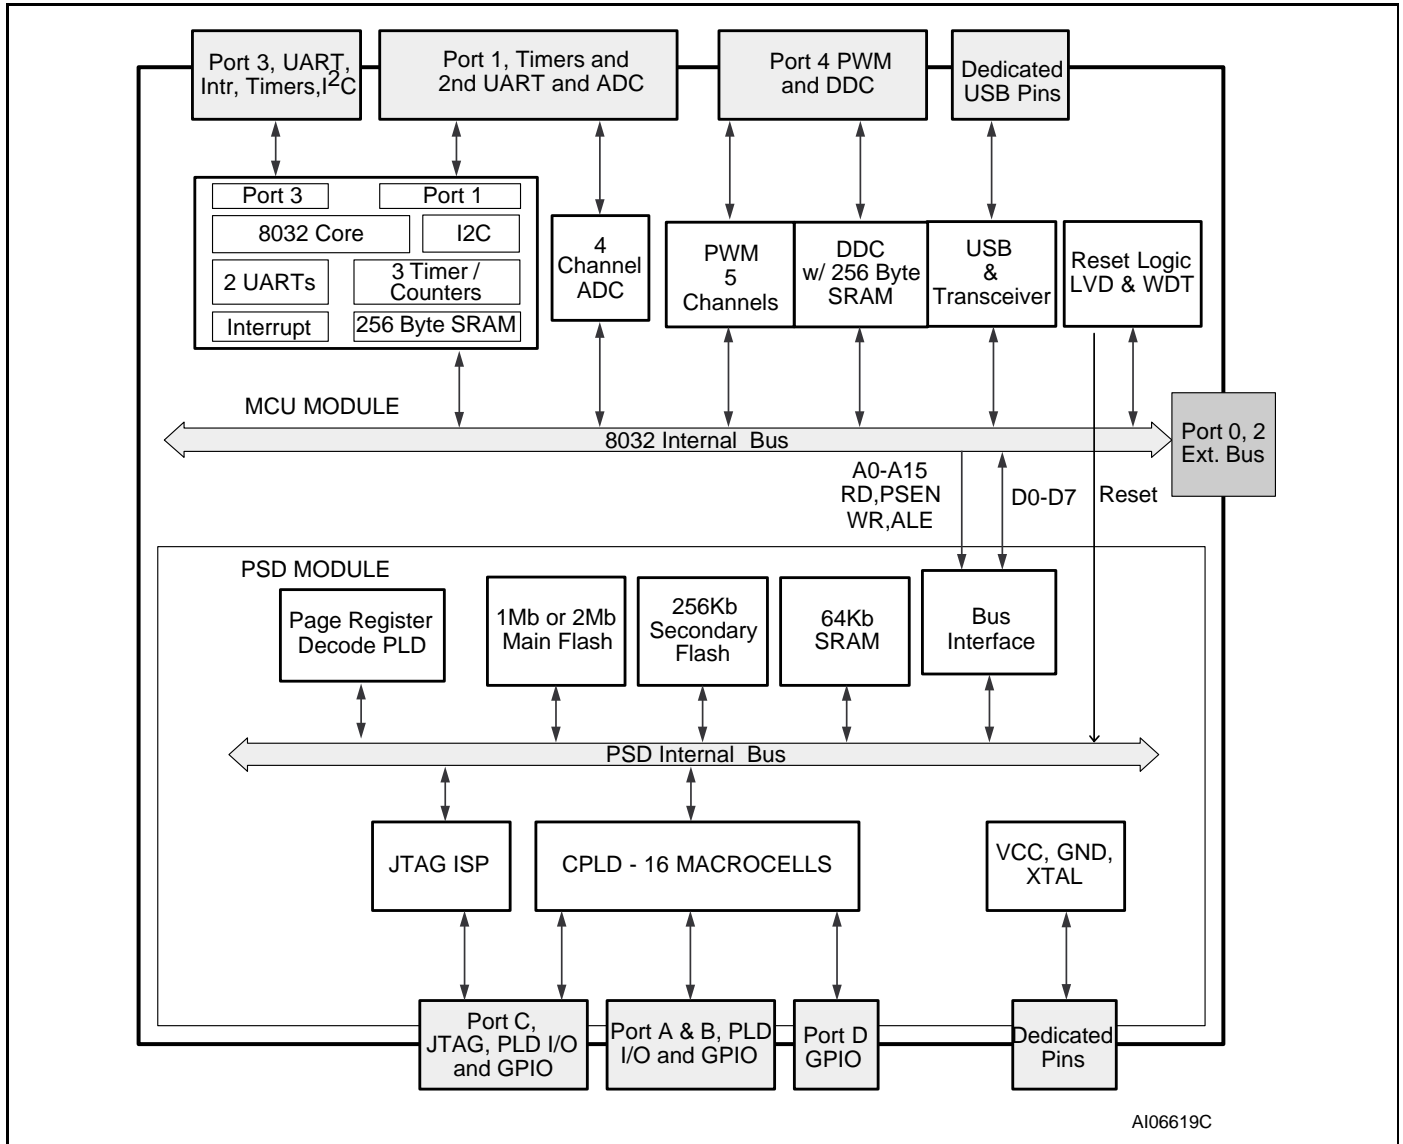 Port 3, UART,
Intr, Timers,I2C
Port 1, Timers and
2nd UART and ADC
Port 4 PWM
and DDC
Dedicated
USB Pins
Port 3
Port 1
8032 Core
I2C
2 UARTs
3 Timer /
Counters
Interrupt
256 Byte SRAM
4
Channel
ADC
PWM
5
Channels
DDC
w/ 256 Byte
SRAM
USB
&
Transceiver
Reset Logic
LVD & WDT
MCU MODULE
8032 Internal Bus
Port 0, 2
Ext. Bus
A0-A15
RD,PSEN
WR,ALE
D0-D7
Reset
PSD MODULE
Page Register
Decode PLD
1Mb or 2Mb
Main Flash
256Kb
Secondary
Flash
64Kb
SRAM
Bus
Interface
PSD Internal Bus
JTAG ISP
CPLD - 16 MACROCELLS
VCC, GND,
XTAL
Port C,
JTAG, PLD I/O
and GPIO
Port A & B, PLD
I/O and GPIO
Port D
GPIO
Dedicated
Pins
AI06619C